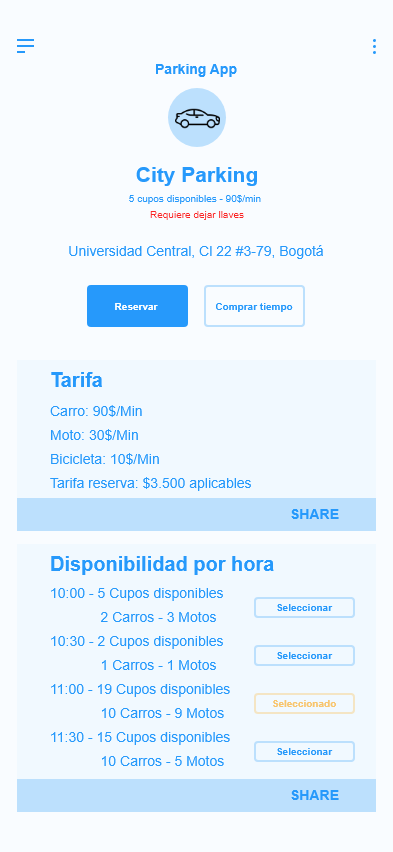 Parking App
City Parking
5 cupos disponibles - 90$/min
Requiere dejar llaves
Universidad Central, Cl 22 #3-79, Bogotá
Reservar
Comprar tiempo
Tarifa
Carro: 90$/Min
Moto: 30$/Min
Bicicleta: 10$/Min
Tarifa reserva: $3.500 aplicables
SHARE
Disponibilidad por hora
10:00 - 5 Cupos disponibles
2 Carros - 3 Motos
Seleccionar
10:30 - 2 Cupos disponibles
1 Carros - 1 Motos
Seleccionar
11:00 - 19 Cupos disponibles
10 Carros - 9 Motos
Seleccionado
11:30 - 15 Cupos disponibles
10 Carros - 5 Motos
Seleccionar
SHARE